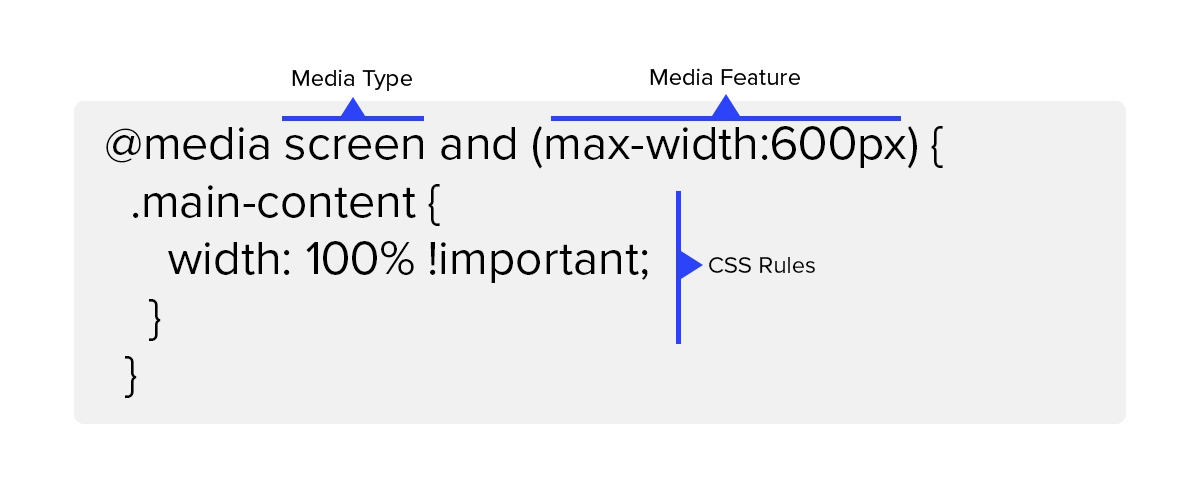 Media Type
Media Feature
@media screen and (max-width:600px) {
.main-content {
width: 100% !important;
CSS Rules
}
}